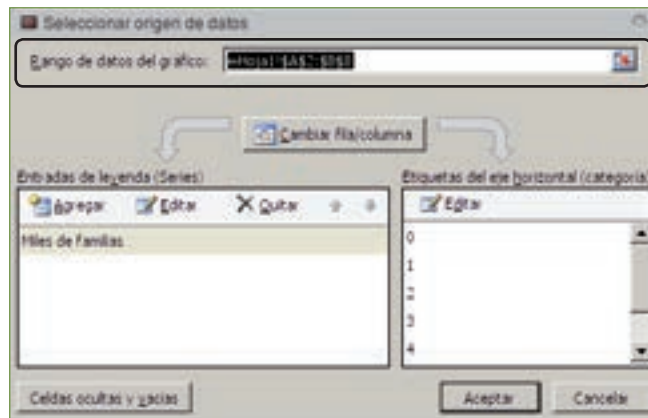 Seleccionar origen de datos
Rango de datos del gráfico:
Cambiar fila/columna
Entradas de leyenda (Series)
Agregar Editar Quitar
Miles de familias
Etiquetas del eje horizontal (categoría)
Editar
0
1
2
3
4
Celdas ocultas y vacías
Aceptar Cancelar